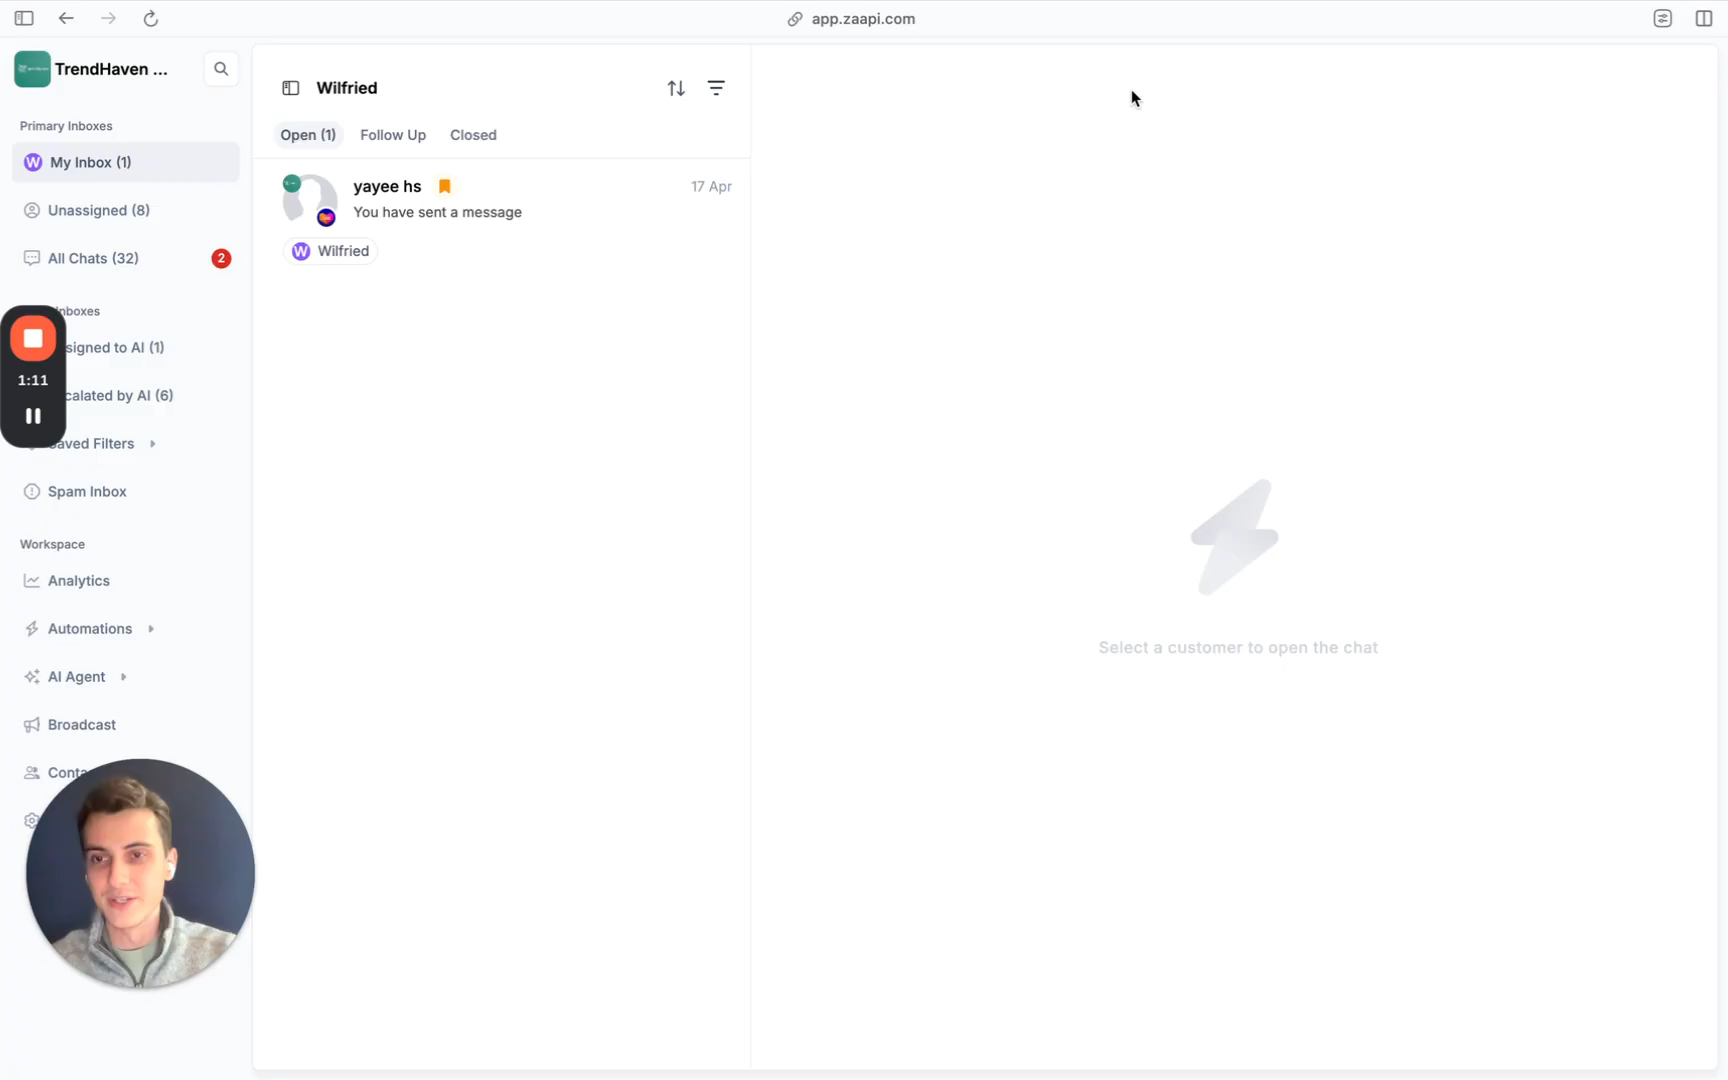 app.zaapi.com
TrendHaven ...
Primary Inboxes
W My Inbox (1)
Unassigned (8)
All Chats (32) 2
nboxes
signed to AI (1)
1:11
calated by AI (6)
aved Filters
Spam Inbox
Workspace
Analytics
Automations
AI Agent
Broadcast
Conta
Wilfried
Open (1) Follow Up Closed
yayee hs 17 Apr
You have sent a message
W Wilfried
Select a customer to open the chat